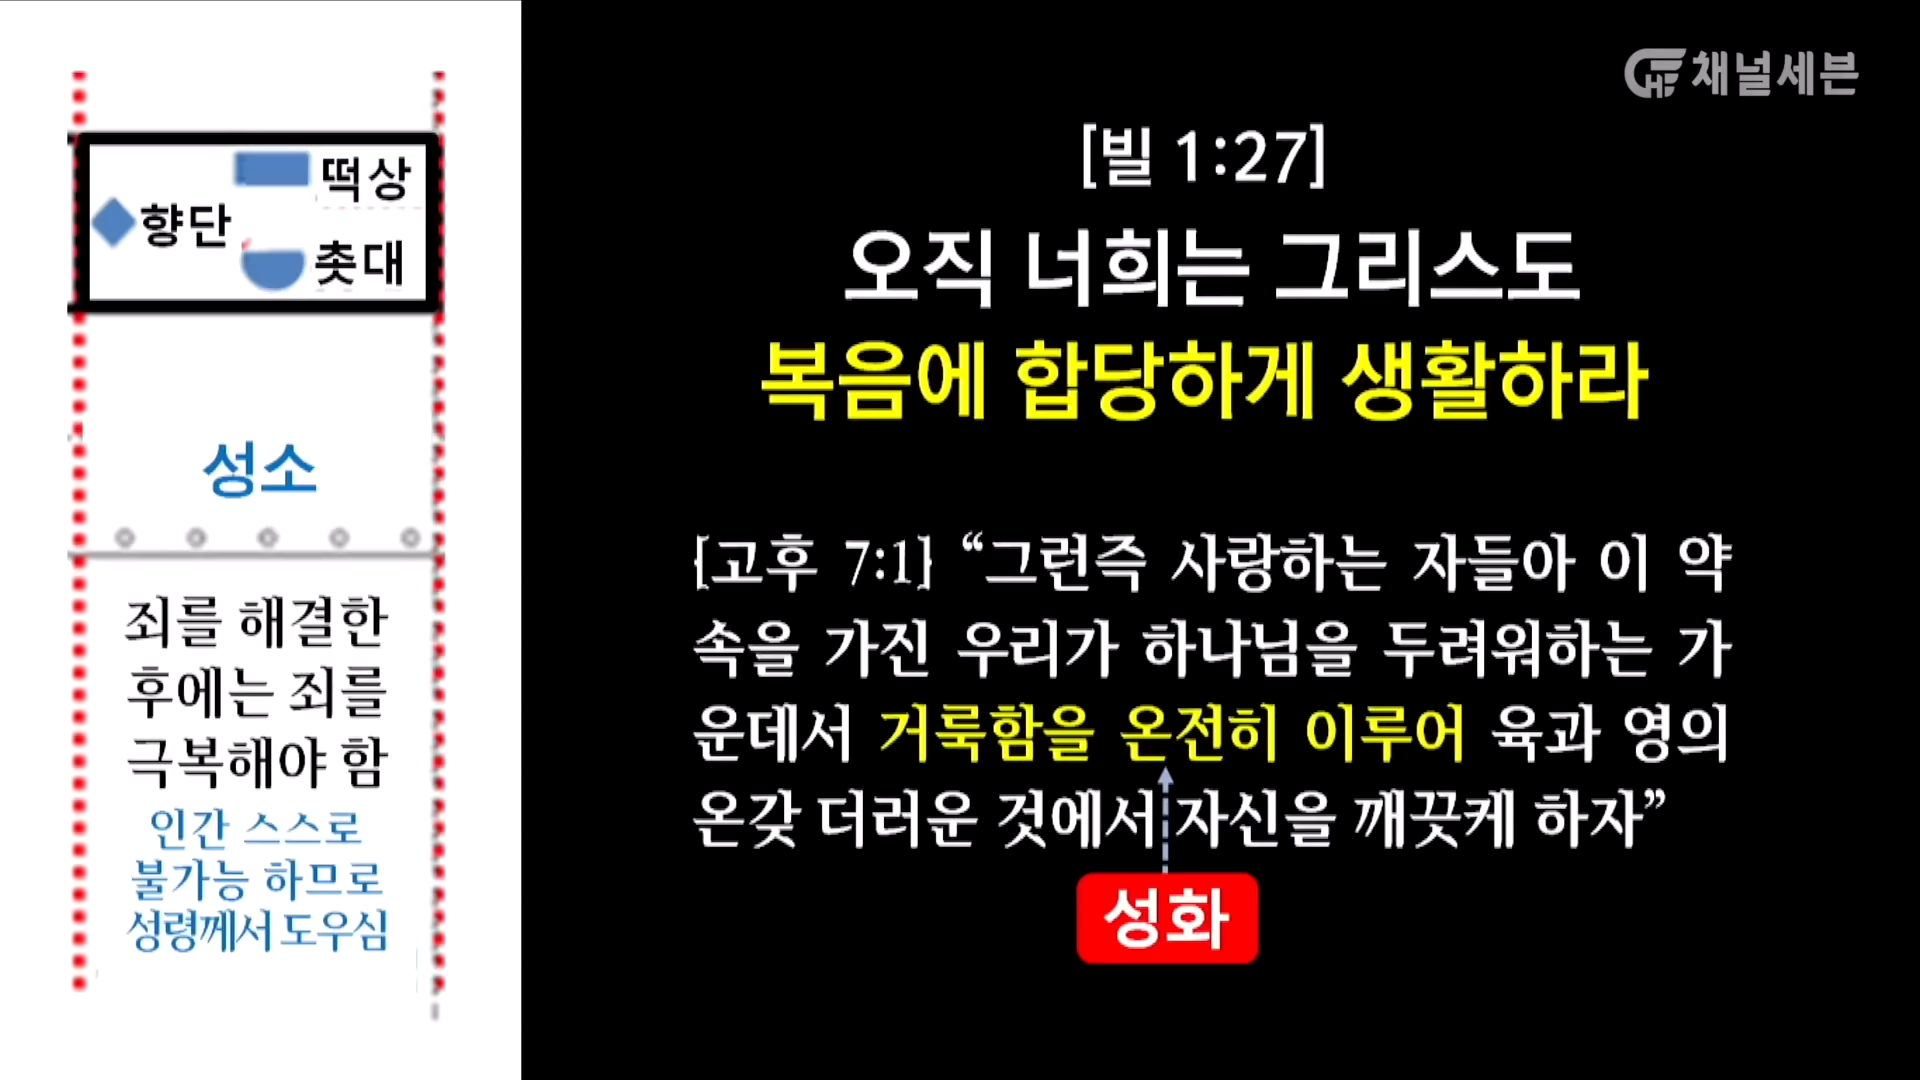 떡상
향단
촛대
성소
죄를 해결한
후에는 죄를
극복해야 함
인간 스스로
불가능 하므로
성령께서 도우심
채널세븐
[빌 1:27]
오직 너희는 그리스도
복음에 합당하게 생활하라
[고후 7:1] “그런즉 사랑하는 자들아 이 약
속을 가진 우리가 하나님을 두려워하는 가
운데서 거룩함을 온전히 이루어 육과 영의
온갖 더러운 것에서 자신을 깨끗케 하자”
성화